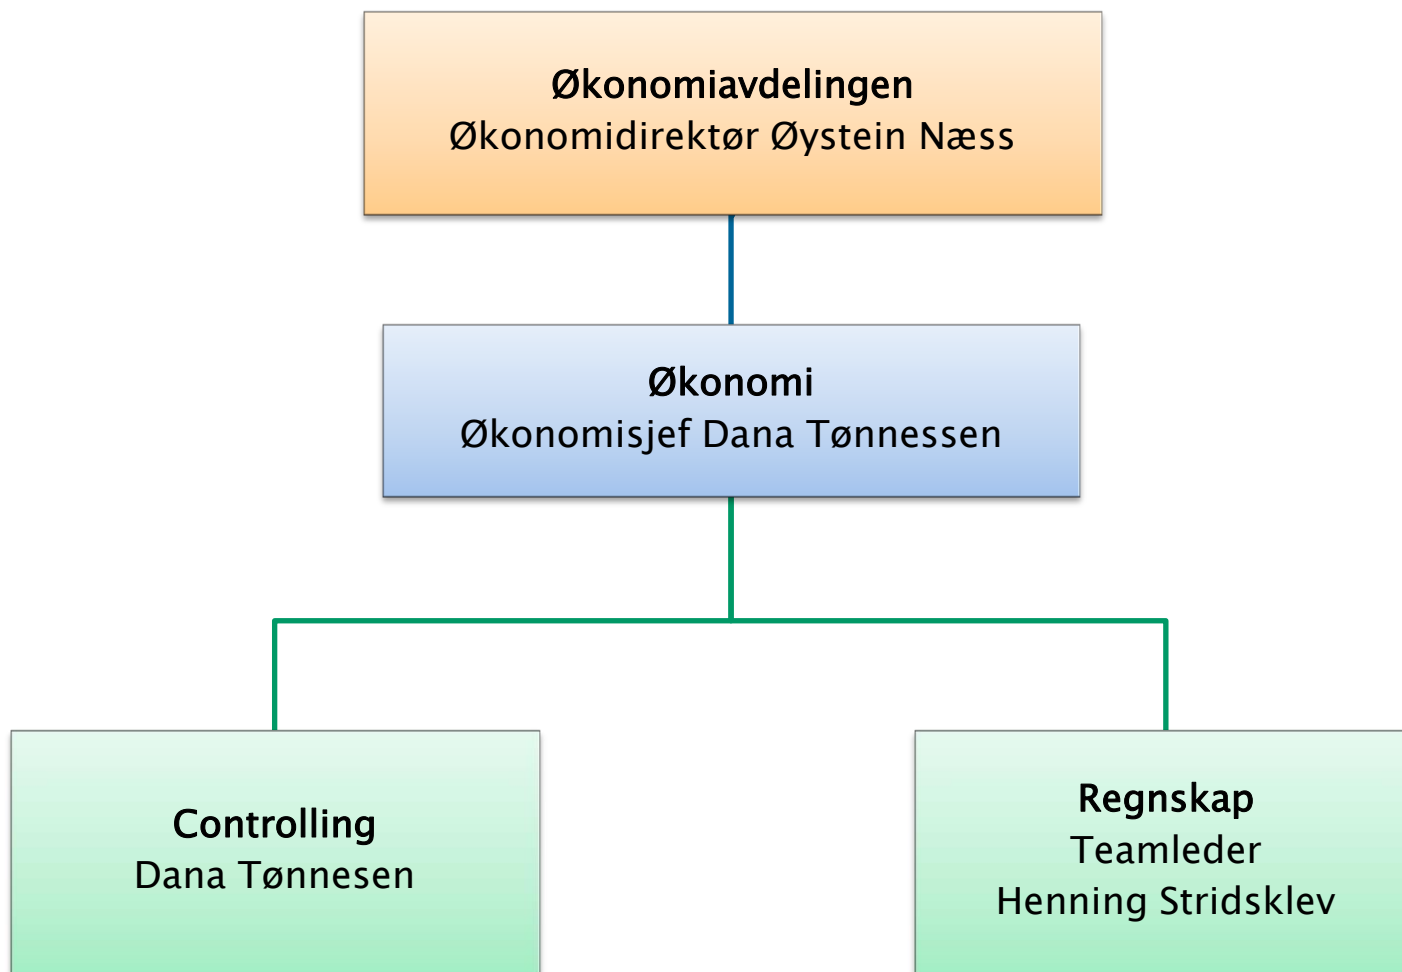 Økonomiavdelingen
Økonomidirektør Øystein Næss
Økonomi
Økonomisjef Dana Tønnessen
Controlling
Dana Tønnesen
Regnskap
Teamleder
Henning Stridsklev